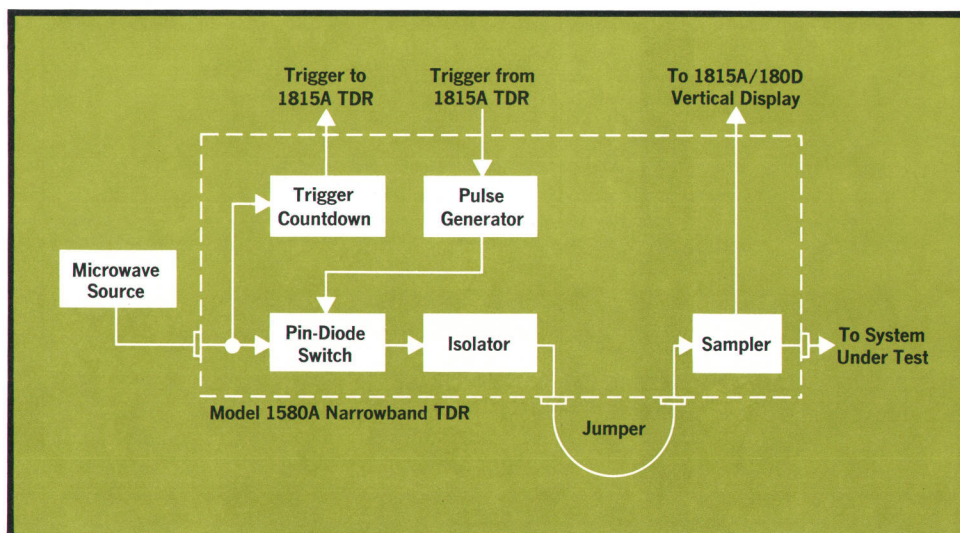 Trigger to
1815A TDR
Trigger from
1815A TDR
To 1815A/180D
Vertical Display
Trigger
Countdown
Pulse
Generator
Microwave
Source
Pin-Diode
Switch
Isolator
Sampler
To System
Under Test
Model 1580A Narrowband TDR
Jumper